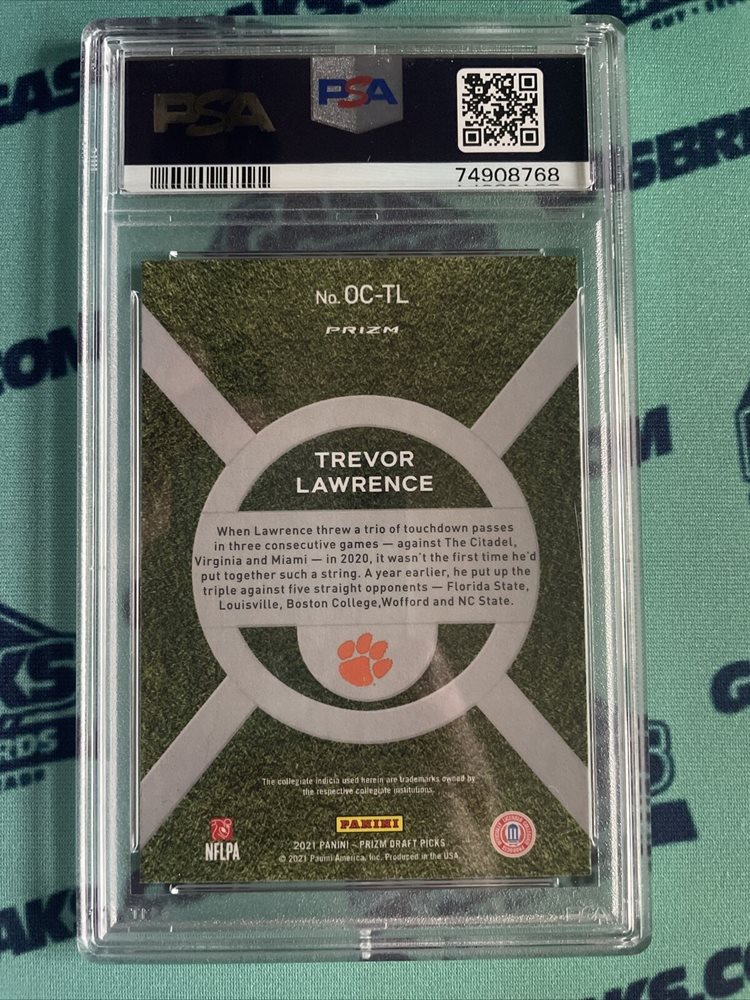 PSA
PSA
74908768
No. OC-TL
PRIZM
TREVOR
LAWRENCE
When Lawrence threw a trio of touchdown passes
in three consecutive games — against The Citadel,
Virginia and Miami — in 2020, it wasn't the first time he'd
put together such a string. A year earlier, he put up the
triple against five straight opponents — Florida State,
Louisville, Boston College,Wofford and NC State.
The collegiate indicia used herein are trademarks owned by
the respective collegiate institutions.
PANINI
NFLPA
2021 PANINI - PRIZM DRAFT PICKS
© 2021 Panini America, Inc. Produced in the USA.